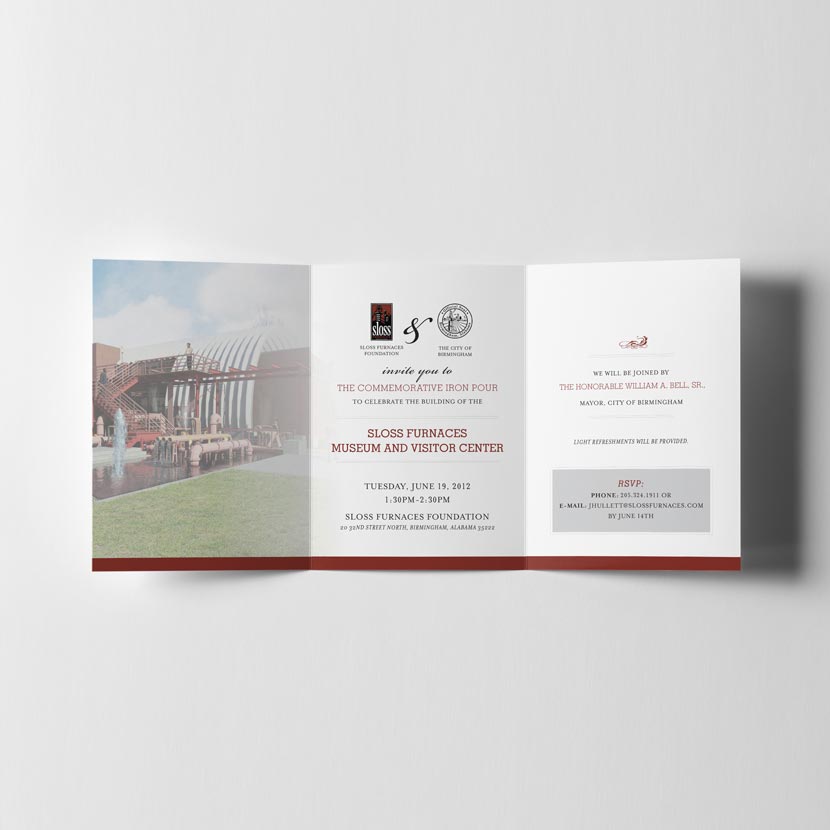 sloss
&
SLOSS FURNACES
FOUNDATION
THE CITY OF
BIRMINGHAM
invite you to
THE COMMEMORATIVE IRON POUR
TO CELEBRATE THE BUILDING OF THE
SLOSS FURNACES
MUSEUM AND VISITOR CENTER
TUESDAY, JUNE 19, 2012
1:30PM-2:30PM
SLOSS FURNACES FOUNDATION
20 32ND STREET NORTH, BIRMINGHAM, ALABAMA 35222
WE WILL BE JOINED BY
THE HONORABLE WILLIAM A. BELL, SR.,
MAYOR, CITY OF BIRMINGHAM
LIGHT REFRESHMENTS WILL BE PROVIDED.
RSVP:
PHONE: 205.324.1911 OR
E-MAIL: JHULLETT@SLOSSFURNACES.COM
BY JUNE 14TH